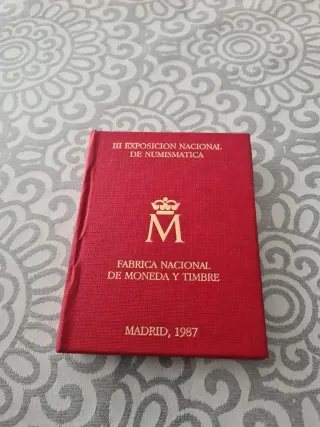 III EXPOSICION NACIONAL
DE NUMISMATICA
M
FABRICA NACIONAL
DE MONEDA Y TIMBRE
MADRID, 1987